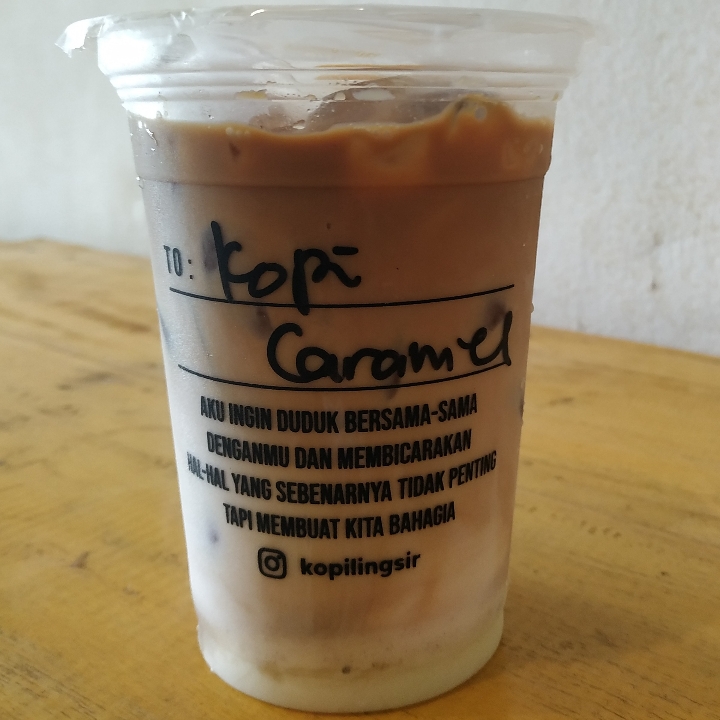 TO: Kopi
Caramel
AKU INGIN DUDUK BERSAMA-SAMA
DENGANMU DAN MEMBICARAKAN
HAL-HAL YANG SEBENARNYA TIDAK PENTING
TAPI MEMBUAT KITA BAHAGIA
kopilingsir